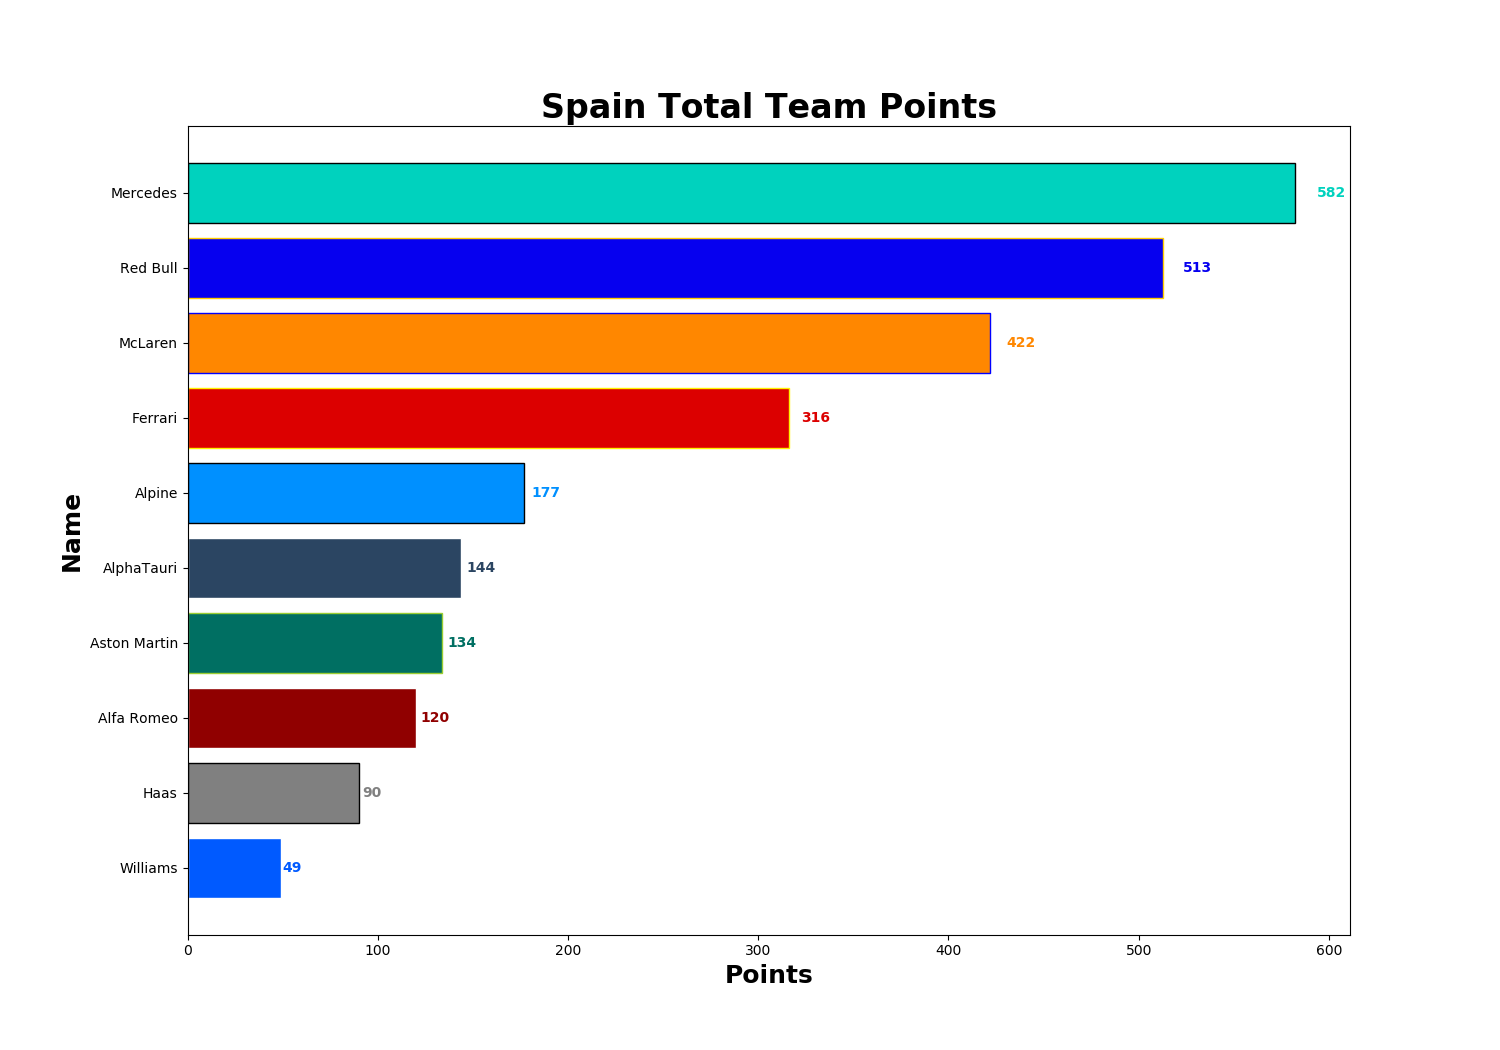 Spain Total Team Points
Mercedes 582
Red Bull 513
McLaren 422
Ferrari 316
Alpine 177
AlphaTauri 144
Aston Martin 134
Alfa Romeo 120
Haas 90
Williams 49
Name
0 100 200 300 400 500 600
Points